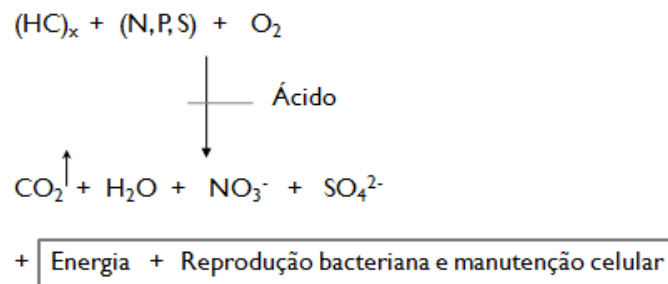 (HC)ₓ + (N,P,S) + O₂
Ácido
CO₂ + H₂O + NO₃⁻ + SO₄²⁻
+ Energia + Reprodução bacteriana e manutenção celular